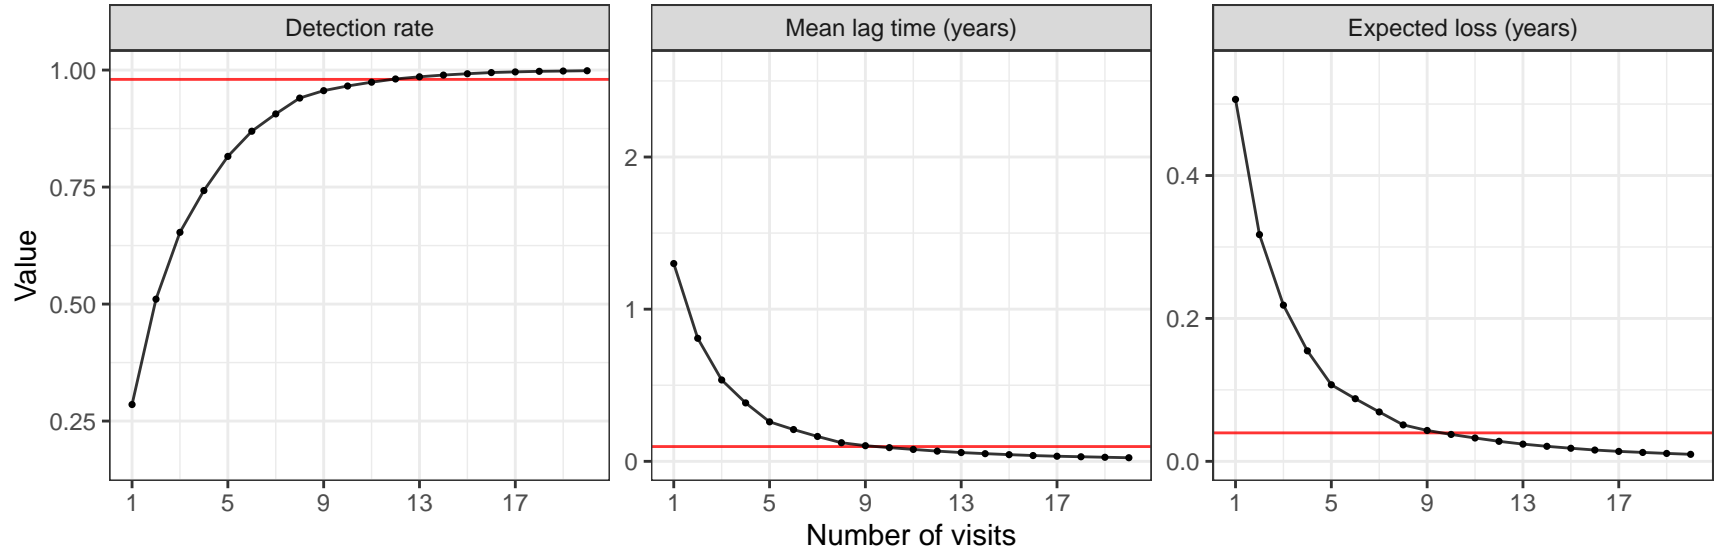 Detection rate
Mean lag time (years)
Expected loss (years)
Value
1.00
0.75
0.50
0.25
2
1
0
0.4
0.2
0.0
1 5 9 13 17
1 5 9 13 17
1 5 9 13 17
Number of visits